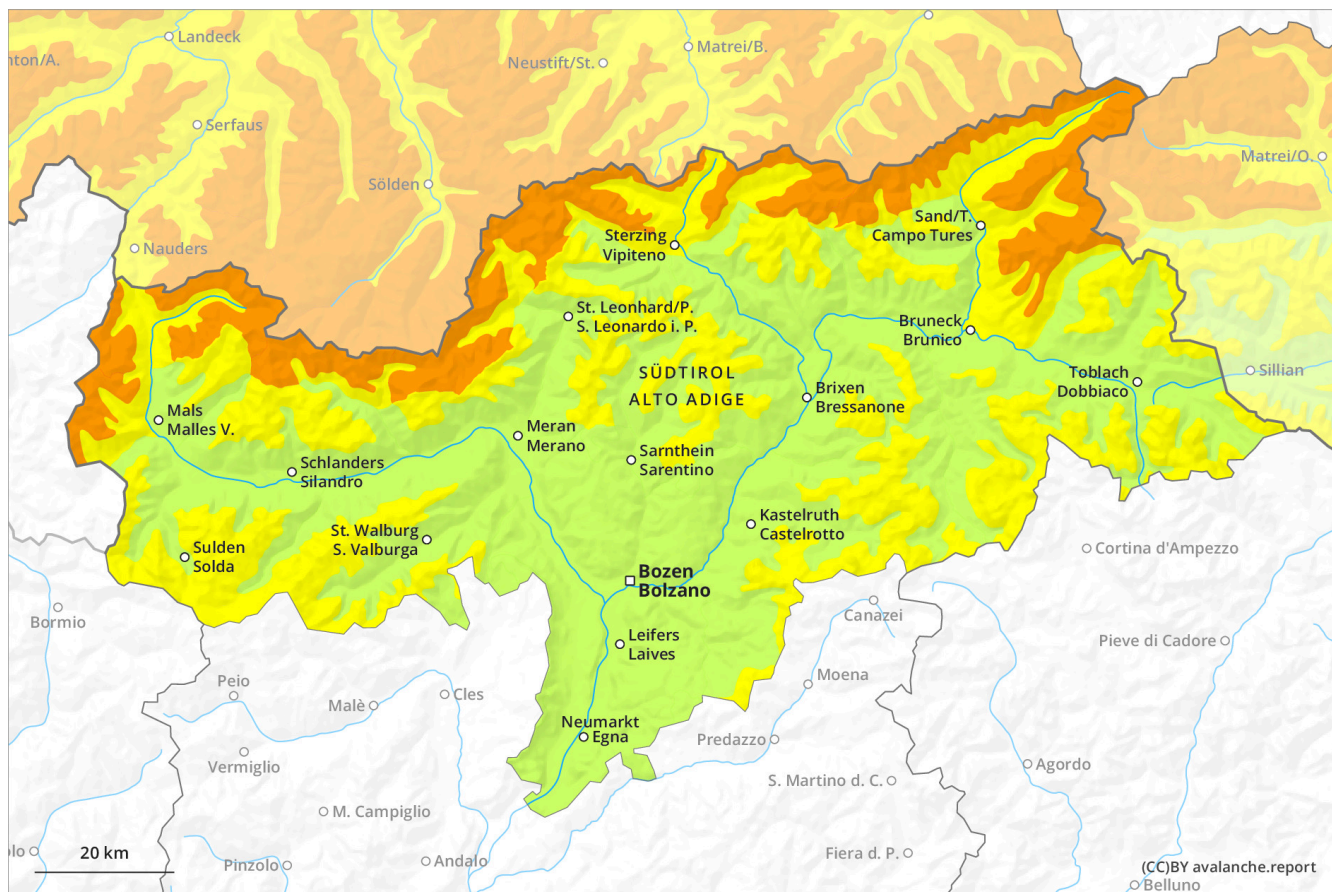 Landeck
nton/A.
Matrei/B.
Neustift/St.
Serfaus
Matrei/O.
Sölden
Nauders
Sand/T.
Campo Tures
Sterzing
Vipiteno
St. Leonhard/P.
S. Leonardo i. P.
Bruneck
Brunico
SÜDTIROL
ALTO ADIGE
Toblach
Dobbiaco
Sillian
Brixen
Bressanone
Mals
Malles V.
Meran
Merano
Schlanders
Silandro
Sarnthein
Sarentino
Kastelruth
Castelrotto
St. Walburg
S. Valburga
Sulden
Solda
Cortina d'Ampezzo
Bozen
Bolzano
Bormio
Canazei
Leifers
Laives
Pieve di Cadore
Peio
Malè
Cles
Moena
Neumarkt
Egna
Predazzo
Vermiglio
Agordo
S. Martino d. C.
M. Campiglio
20 km
olo
Pinzolo
Andalo
Fiera d. P.
(CC)BY avalanche.report
Belluno